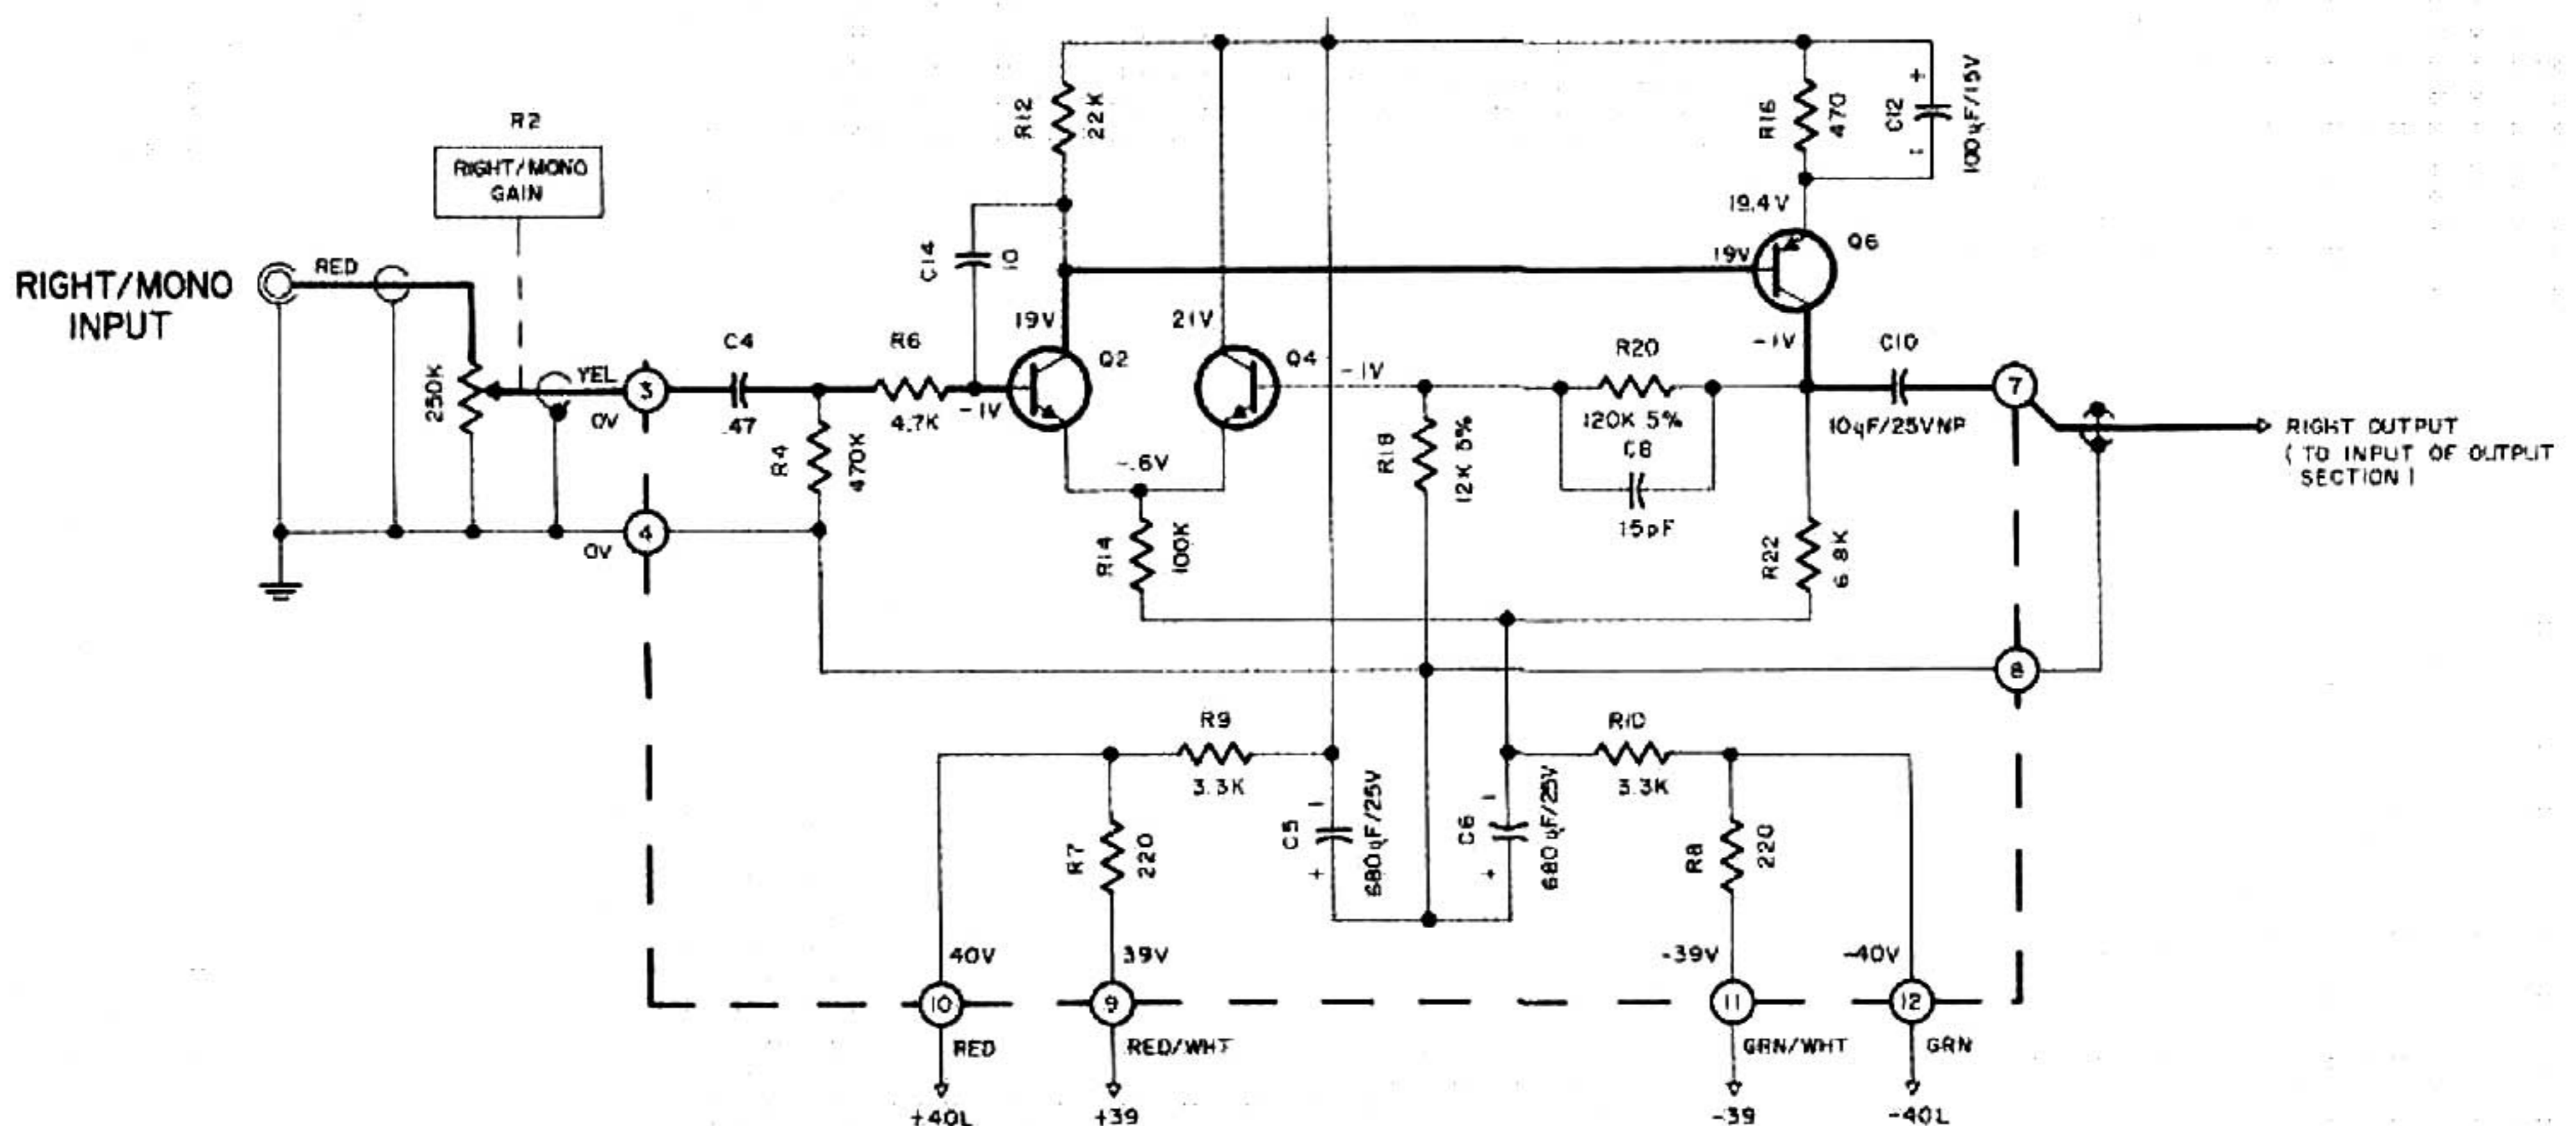 R2
RIGHT/MONO
GAIN
RIGHT/MONO
INPUT
RED
250K
YEL
3
0V
4
0V
C4
.47
R4
470K
R6
4.7K
-1V
C14
10
R12
22K
19V
Q2
21V
Q4
-.6V
R14
100K
-1V
R18
12K 5%
R20
120K 5%
C8
15pF
R16
470
C12
+
-
100µF/15V
19.4V
19V
Q6
-1V
C10
10µF/25VNP
R22
6.8K
7
RIGHT OUTPUT
(TO INPUT OF OUTPUT
SECTION)
8
R9
3.3K
R10
3.3K
R7
220
C5
-
+
680µF/25V
C6
-
+
680µF/25V
R8
220
40V
39V
-39V
-40V
10
9
11
12
RED
RED/WHT
GRN/WHT
GRN
+40L
+39
-39
-40L